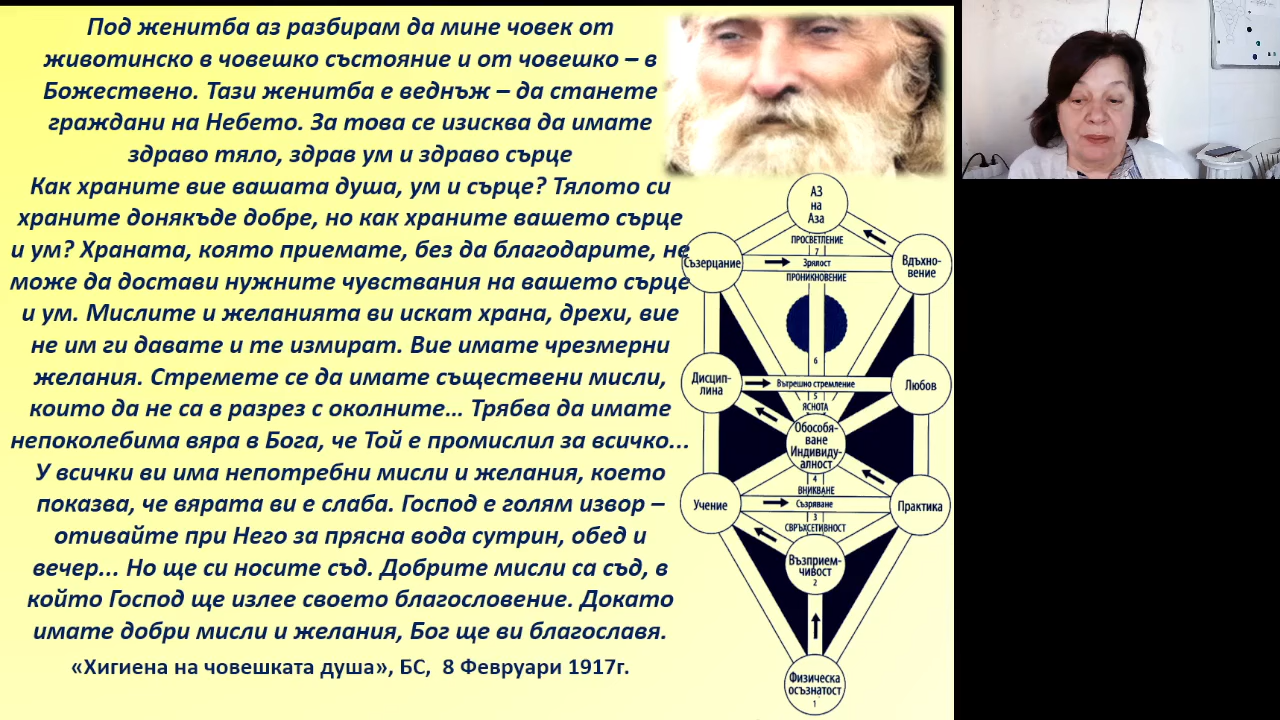 Под женитба аз разбирам да мине човек от
животинско в човешко състояние и от човешко – в
Божествено. Тази женитба е веднъж – да станете
граждани на Небето. За това се изисква да имате
здраво тяло, здрав ум и здраво сърце
Как храните вие вашата душа, ум и сърце? Тялото си
храните донякъде добре, но как храните вашето сърце
и ум? Храната, която приемате, без да благодарите, не
може да достави нужните чувствания на вашето сърце
и ум. Мислите и желанията ви искат храна, дрехи, вие
не им ги давате и те измират. Вие имате чрезмерни
желания. Стремете се да имате съществени мисли,
които да не са в разрез с околните... Трябва да имате
непоколебима вяра в Бога, че Той е промислил за всичко...
У всички ви има непотребни мисли и желания, което
показва, че вярата ви е слаба. Господ е голям извор –
отивайте при Него за прясна вода сутрин, обед и
вечер... Но ще си носите съд. Добрите мисли са съд, в
който Господ ще излее своето благословение. Докато
имате добри мисли и желания, Бог ще ви благославя.
«Хигиена на човешката душа», БС, 8 Февруари 1917г.
АЗ
на
Аза
ПРОСВЕТЛЕНИЕ
7
Съзерцание
Зрялост
Вдъхно-
вение
ПРОНИКНОВЕНИЕ
6
Дисцип-
лина
Вътрешно стремление
Любов
5
ЯСНОТА
Обособя-
ване
Индивиду-
алност
4
ВНИКВАНЕ
Учение
Съзряване
Практика
3
СВРЪХСЕТИВНОСТ
Възприем-
чивост
2
Физическа
осъзнатост
1